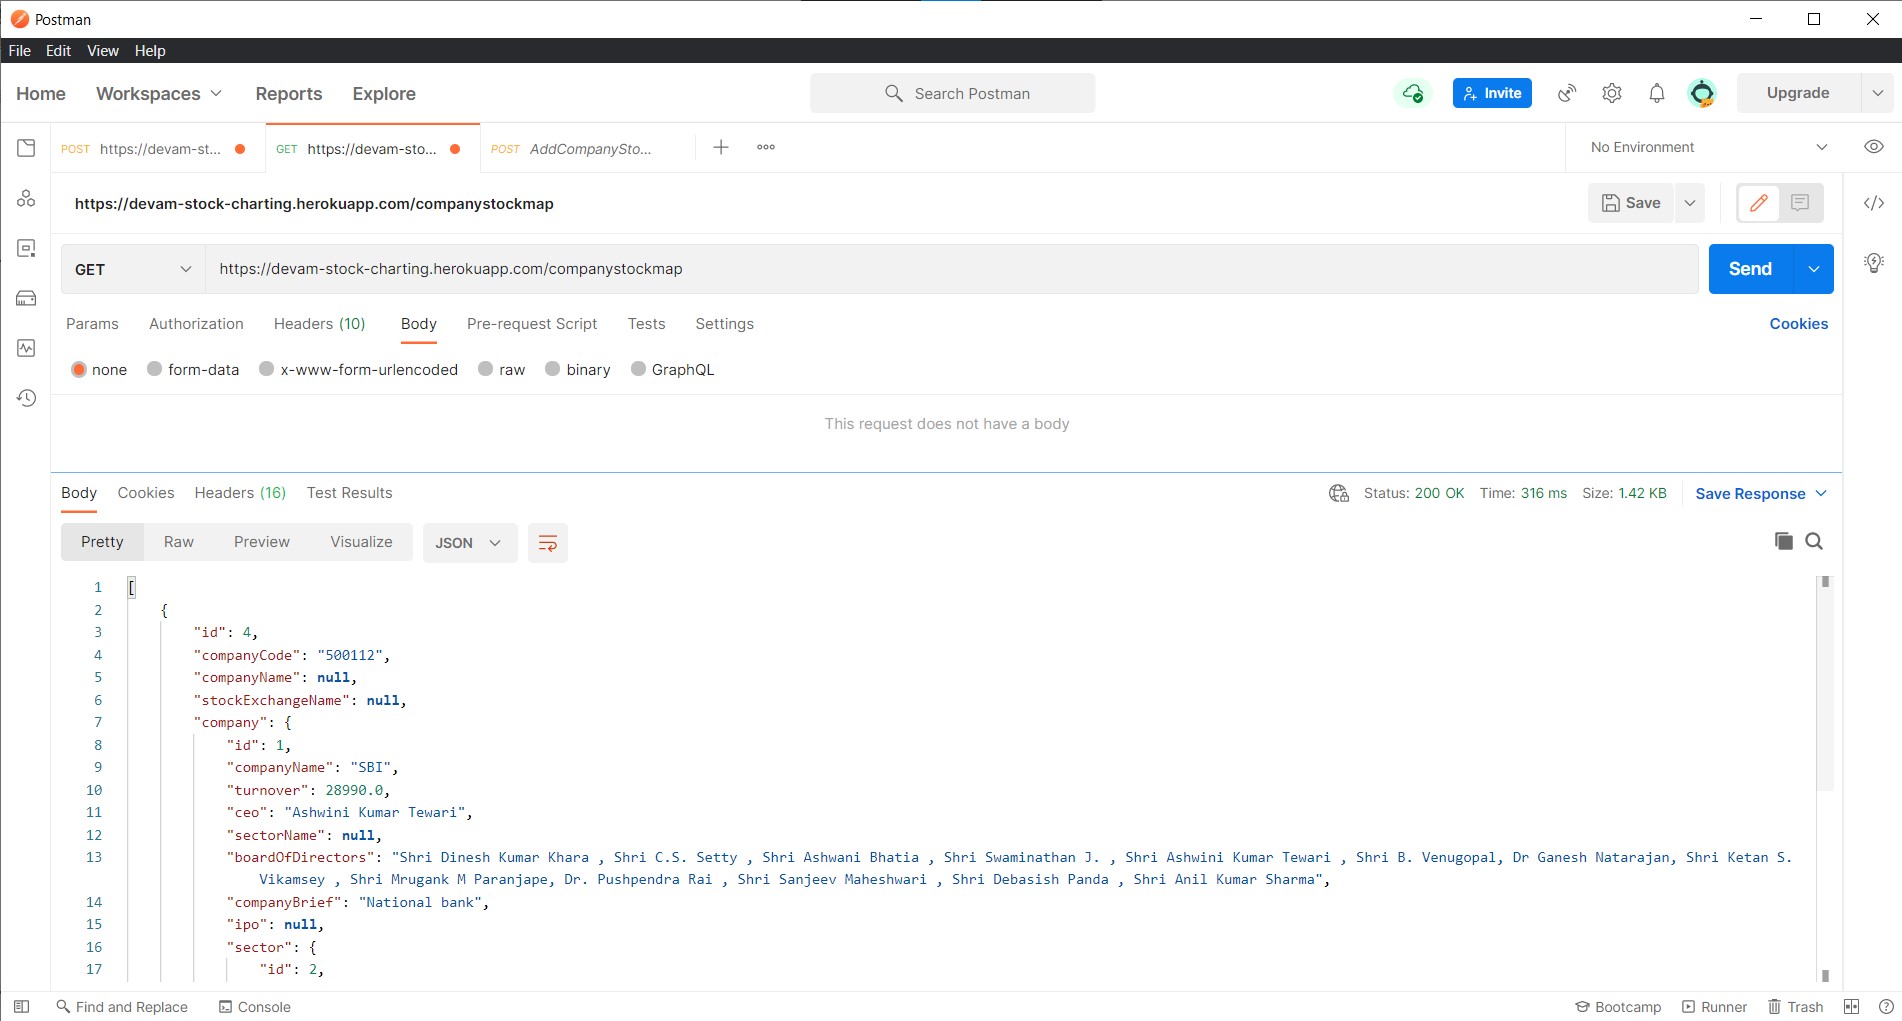 Postman
File Edit View Help
Home Workspaces Reports Explore Search Postman Invite Upgrade
POST https://devam-st... GET https://devam-sto... POST AddCompanySto... No Environment
https://devam-stock-charting.herokuapp.com/companystockmap Save
GET https://devam-stock-charting.herokuapp.com/companystockmap Send
Params Authorization Headers (10) Body Pre-request Script Tests Settings Cookies
none form-data x-www-form-urlencoded raw binary GraphQL
This request does not have a body
Body Cookies Headers (16) Test Results Status: 200 OK Time: 316 ms Size: 1.42 KB Save Response
Pretty Raw Preview Visualize JSON
1 [
2 {
3 "id": 4,
4 "companyCode": "500112",
5 "companyName": null,
6 "stockExchangeName": null,
7 "company": {
8 "id": 1,
9 "companyName": "SBI",
10 "turnover": 28990.0,
11 "ceo": "Ashwini Kumar Tewari",
12 "sectorName": null,
13 "boardOfDirectors": "Shri Dinesh Kumar Khara , Shri C.S. Setty , Shri Ashwani Bhatia , Shri Swaminathan J. , Shri Ashwini Kumar Tewari , Shri B. Venugopal, Dr Ganesh Natarajan, Shri Ketan S.
Vikamsey , Shri Mrugank M Paranjape, Dr. Pushpendra Rai , Shri Sanjeev Maheshwari , Shri Debasish Panda , Shri Anil Kumar Sharma",
14 "companyBrief": "National bank",
15 "ipo": null,
16 "sector": {
17 "id": 2,
Find and Replace Console Bootcamp Runner Trash